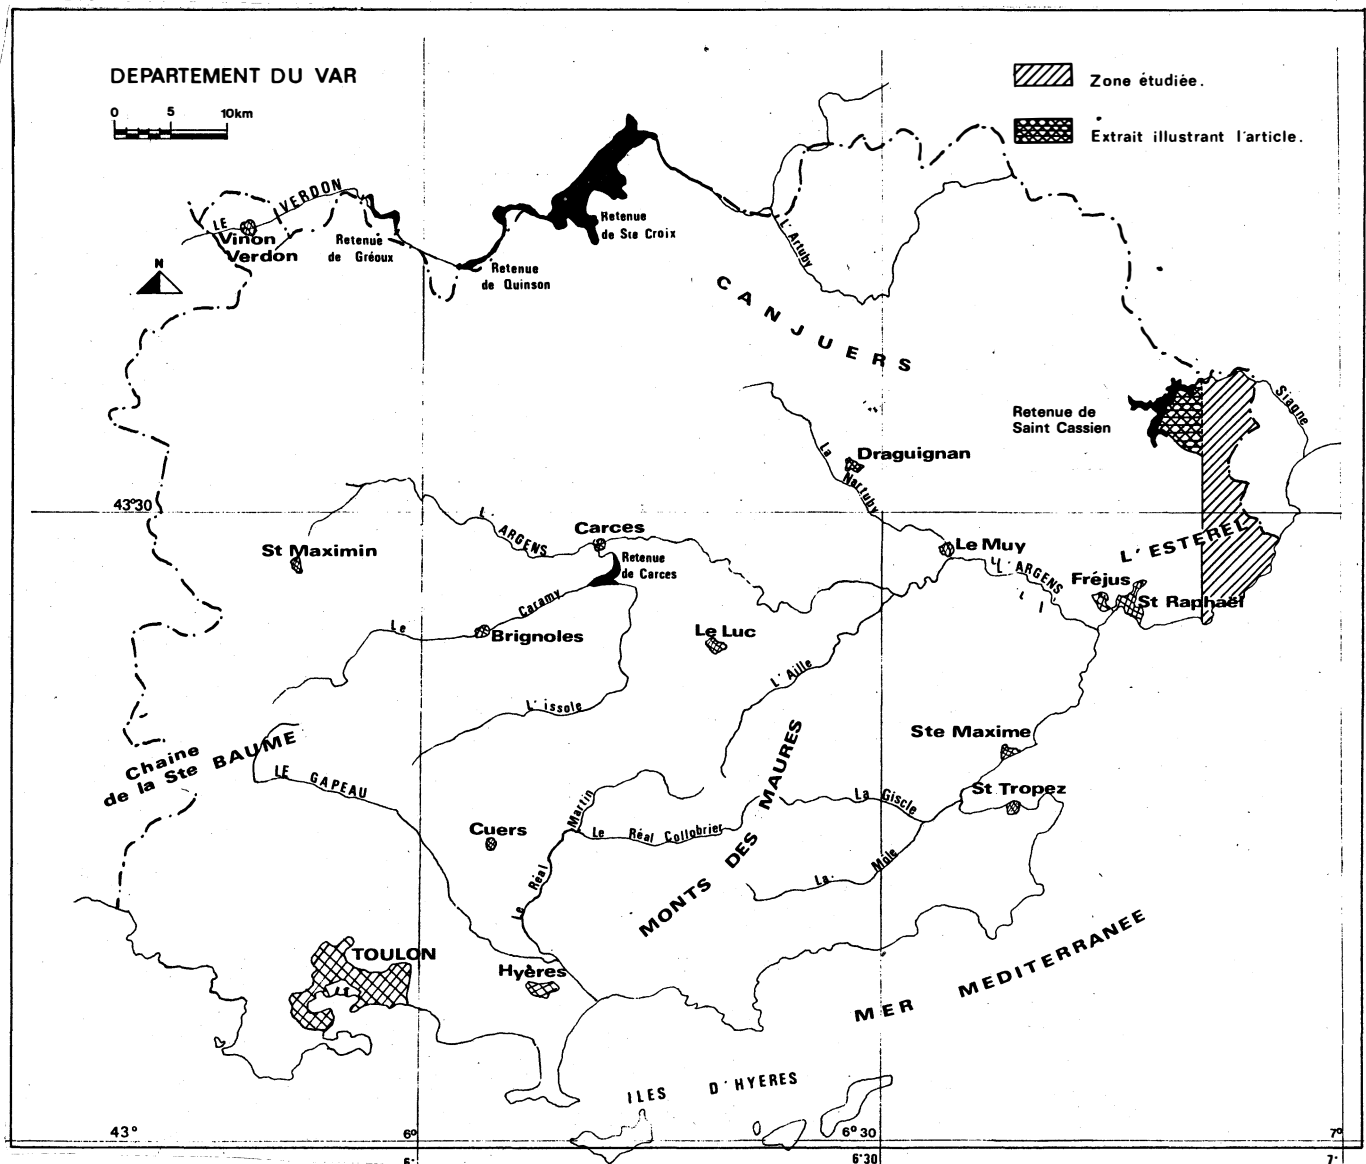 DEPARTEMENT DU VAR
0 5 10km
Zone étudiée.
Extrait illustrant l'article.
LE VERDON
Vinon
Verdon
N
Retenue
de Gréoux
Retenue
de Quinson
Retenue
de Ste Croix
L'Artuby
CANJUERS
Retenue de
Saint Cassien
Siagne
La Nartuby
Draguignan
43°30
L'ARGENS
Carces
Retenue
de Carces
St Maximin
Le Muy
L'ARGENS
L'ESTEREL
Fréjus
St Raphaël
Le Caramy
Brignoles
Le Luc
L'Aille
L'issole
Chaine
de la Ste BAUME
LE GAPEAU
MONTS DES MAURES
Ste Maxime
St Tropez
La Giscle
La Môle
Le Réal Martin
Le Réal Collobrier
Cuers
TOULON
Hyères
MER MEDITERRANEE
ILES D'HYERES
43°
6°
6°30
7°
6°
6°30
7°